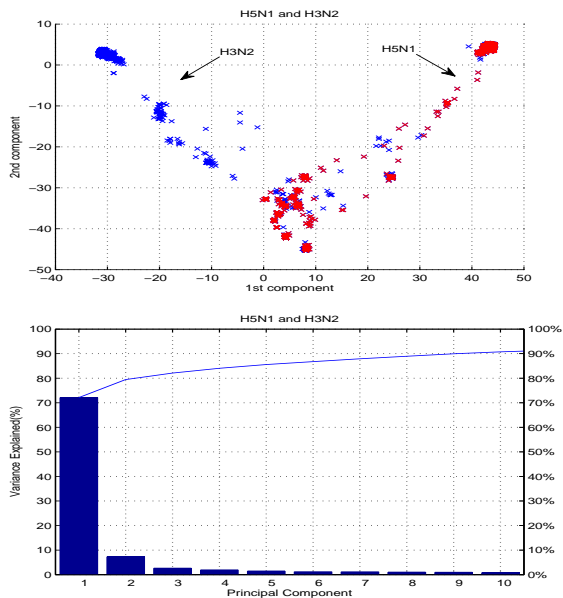 H5N1 and H3N2
10
0
−10
−20
−30
−40
−50
2nd component
H3N2
H5N1
−40 −30 −20 −10 0 10 20 30 40 50
1st component
H5N1 and H3N2
100
90
80
70
60
50
40
30
20
10
0
Variance Explained(%)
100%
90%
80%
70%
60%
50%
40%
30%
20%
10%
0%
1 2 3 4 5 6 7 8 9 10
Principal Component